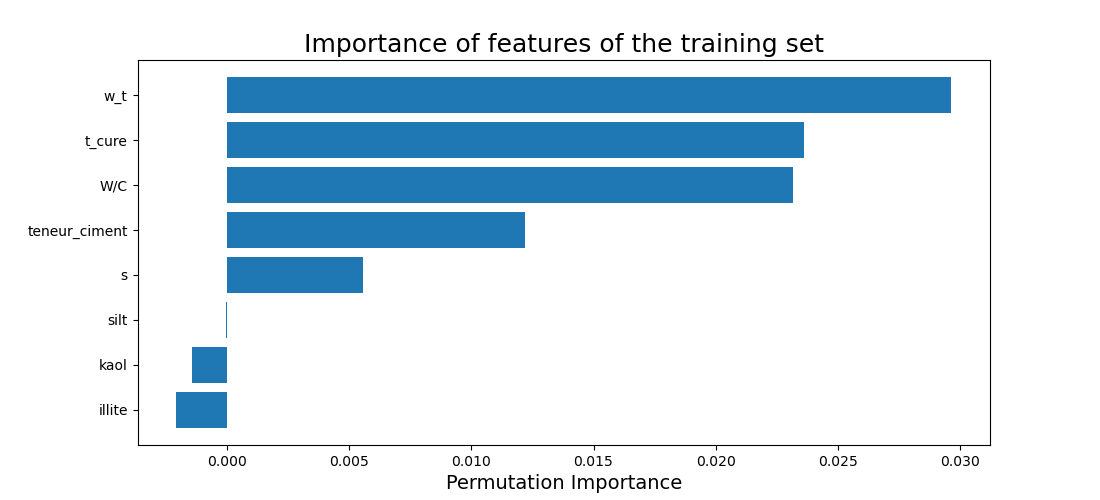 Importance of features of the training set
w_t
t_cure
W/C
teneur_ciment
s
silt
kaol
illite
0.000 0.005 0.010 0.015 0.020 0.025 0.030
Permutation Importance